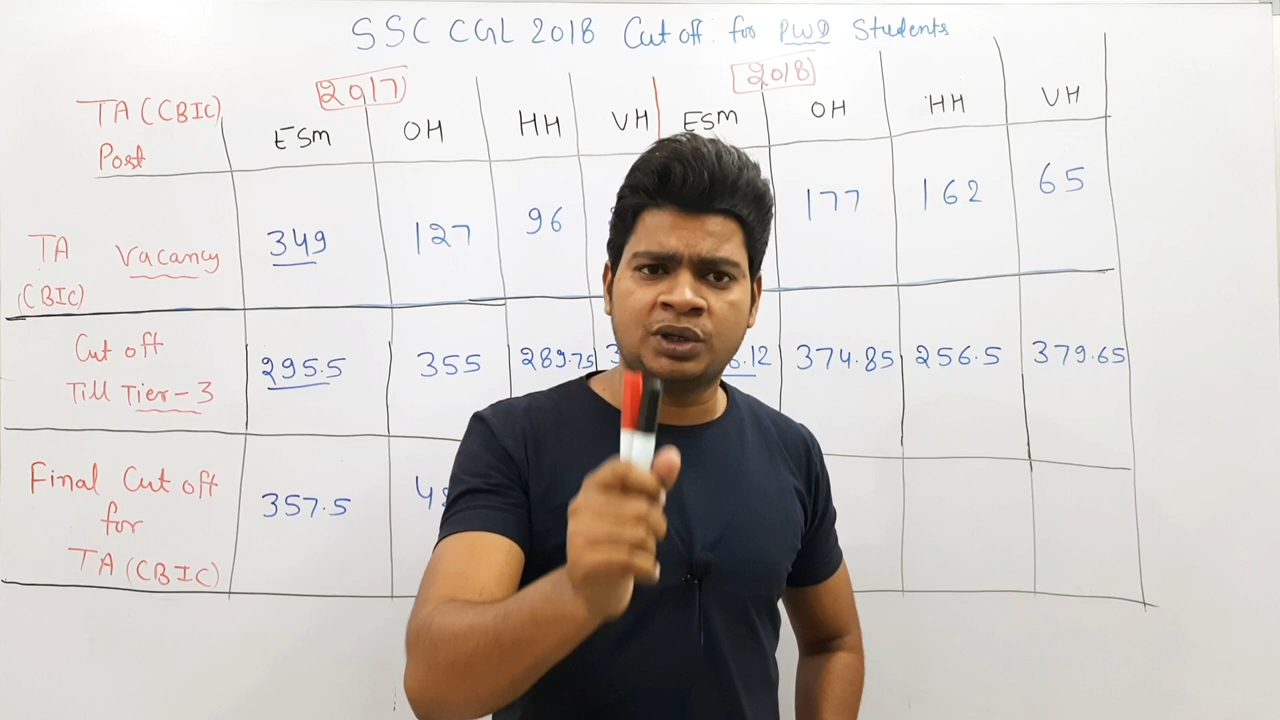 SSC CGL 2018 Cut off for PWD Students
2017 2018
TA (CBIC) Post ESM OH HH VH ESM OH HH VH
TA (CBIC) Vacancy 349 127 96 177 162 65
Cut off Till Tier-3 295.5 355 289.75 374.85 256.5 379.65
Final Cut off for TA (CBIC) 357.5